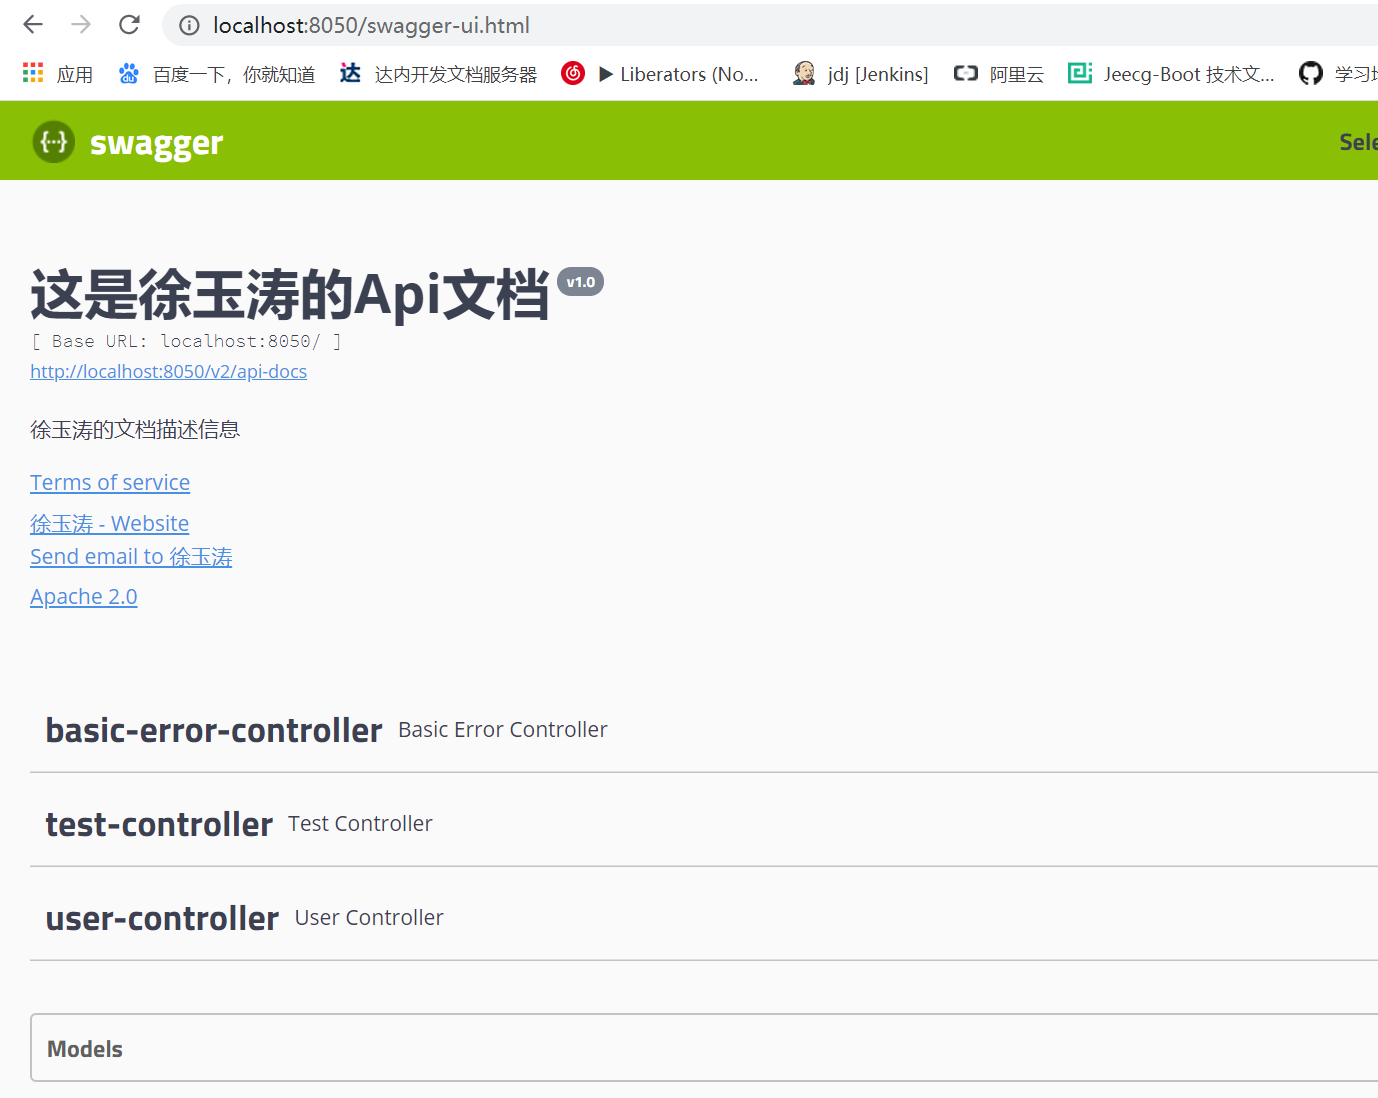 localhost:8050/swagger-ui.html
应用 百度一下，你就知道 达 达内开发文档服务器 ▶ Liberators (No... jdj [Jenkins] 阿里云 Jeecg-Boot 技术文... 学习
{···} swagger Sele
这是徐玉涛的Api文档 v1.0
[ Base URL: localhost:8050/ ]
http://localhost:8050/v2/api-docs
徐玉涛的文档描述信息
Terms of service
徐玉涛 - Website
Send email to 徐玉涛
Apache 2.0
basic-error-controller Basic Error Controller
test-controller Test Controller
user-controller User Controller
Models